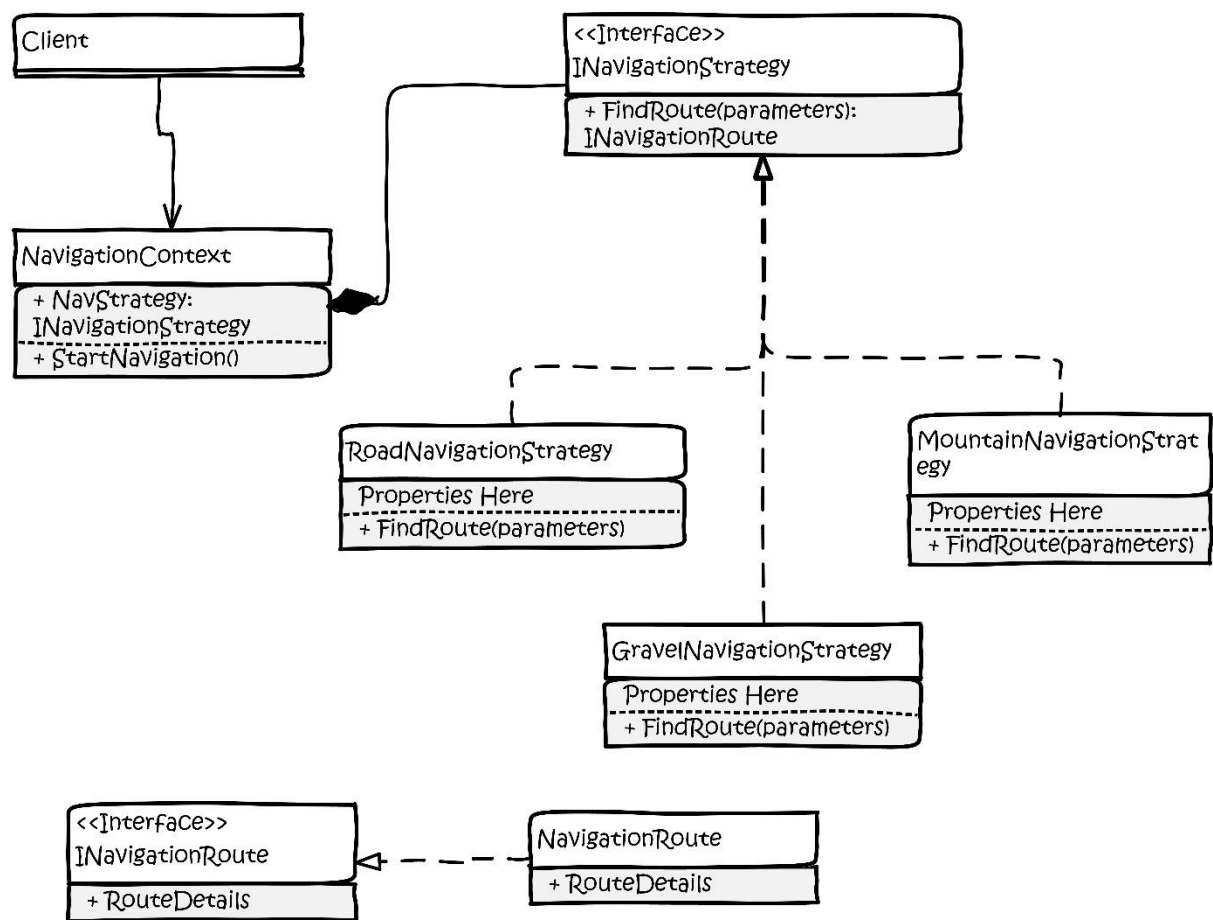 Client
<<Interface>>
INavigationStrategy
+ FindRoute(parameters):
INavigationRoute
NavigationContext
+ NavStrategy:
INavigationStrategy
+ StartNavigation()
RoadNavigationStrategy
Properties Here
+ FindRoute(parameters)
MountainNavigationStrat
egy
Properties Here
+ FindRoute(parameters)
GravelNavigationStrategy
Properties Here
+ FindRoute(parameters)
<<Interface>>
INavigationRoute
+ RouteDetails
NavigationRoute
+ RouteDetails